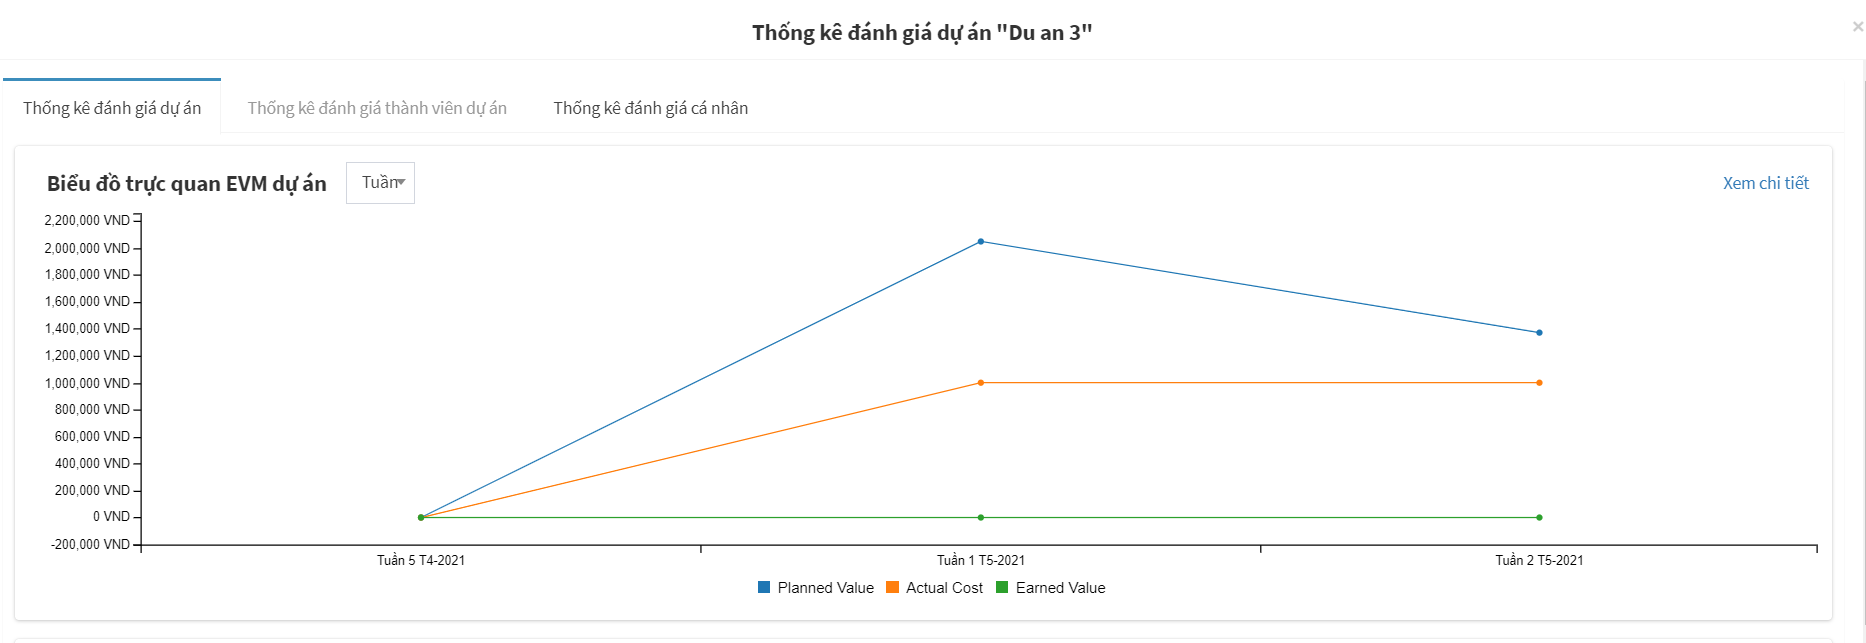 Thống kê đánh giá dự án "Du an 3"
×
Thống kê đánh giá dự án
Thống kê đánh giá thành viên dự án
Thống kê đánh giá cá nhân
Biểu đồ trực quan EVM dự án
Tuần
Xem chi tiết
2,200,000 VND
2,000,000 VND
1,800,000 VND
1,600,000 VND
1,400,000 VND
1,200,000 VND
1,000,000 VND
800,000 VND
600,000 VND
400,000 VND
200,000 VND
0 VND
-200,000 VND
Tuần 5 T4-2021
Tuần 1 T5-2021
Tuần 2 T5-2021
Planned Value
Actual Cost
Earned Value